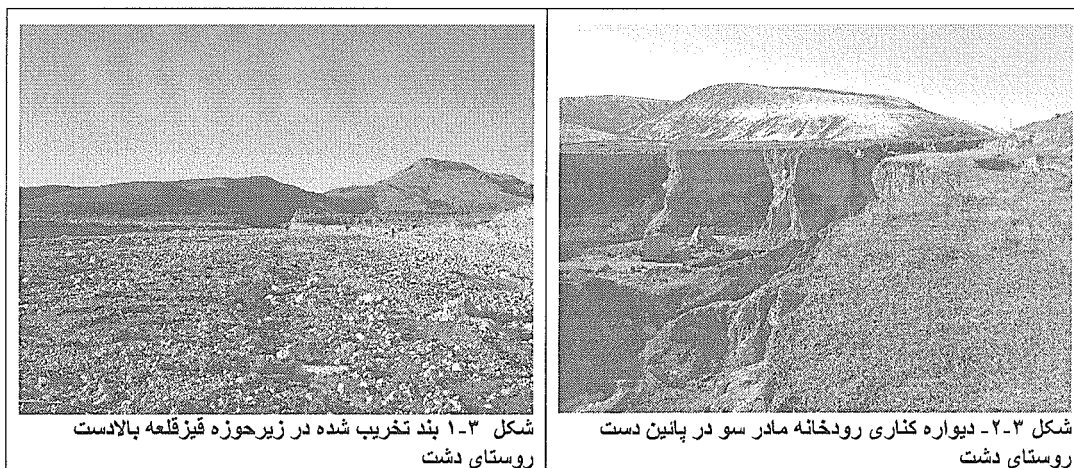 شکل ۳-۲- دیواره کناری رودخانه مادر سو در پائین دست
روستای دشت
شکل ۳-۱ بند تخریب شده در زیرحوزه قیزقلعه بالادست
روستای دشت